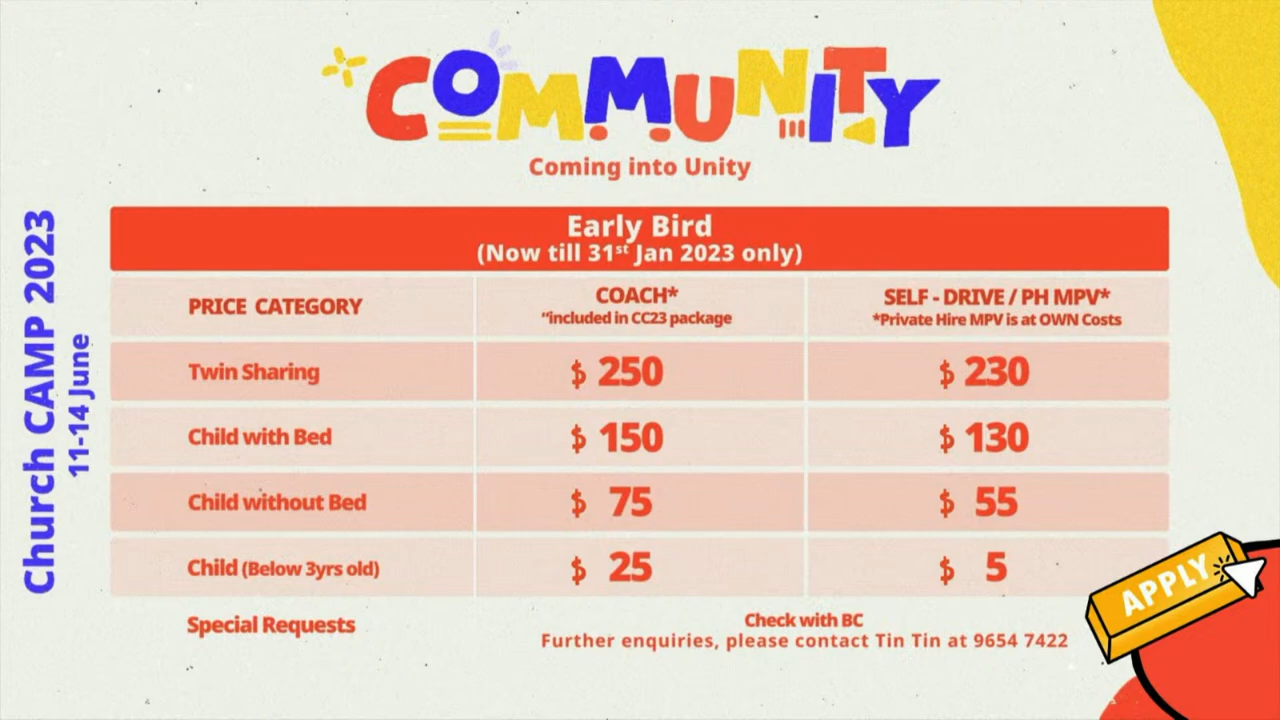 COMMUNITY
Coming into Unity
Church CAMP 2023
11-14 June
Early Bird
(Now till 31st Jan 2023 only)
PRICE CATEGORY
COACH*
"included in CC23 package
SELF - DRIVE / PH MPV*
*Private Hire MPV is at OWN Costs
Twin Sharing $ 250 $ 230
Child with Bed $ 150 $ 130
Child without Bed $ 75 $ 55
Child (Below 3yrs old) $ 25 $ 5
Special Requests
Check with BC
Further enquiries, please contact Tin Tin at 9654 7422
APPLY